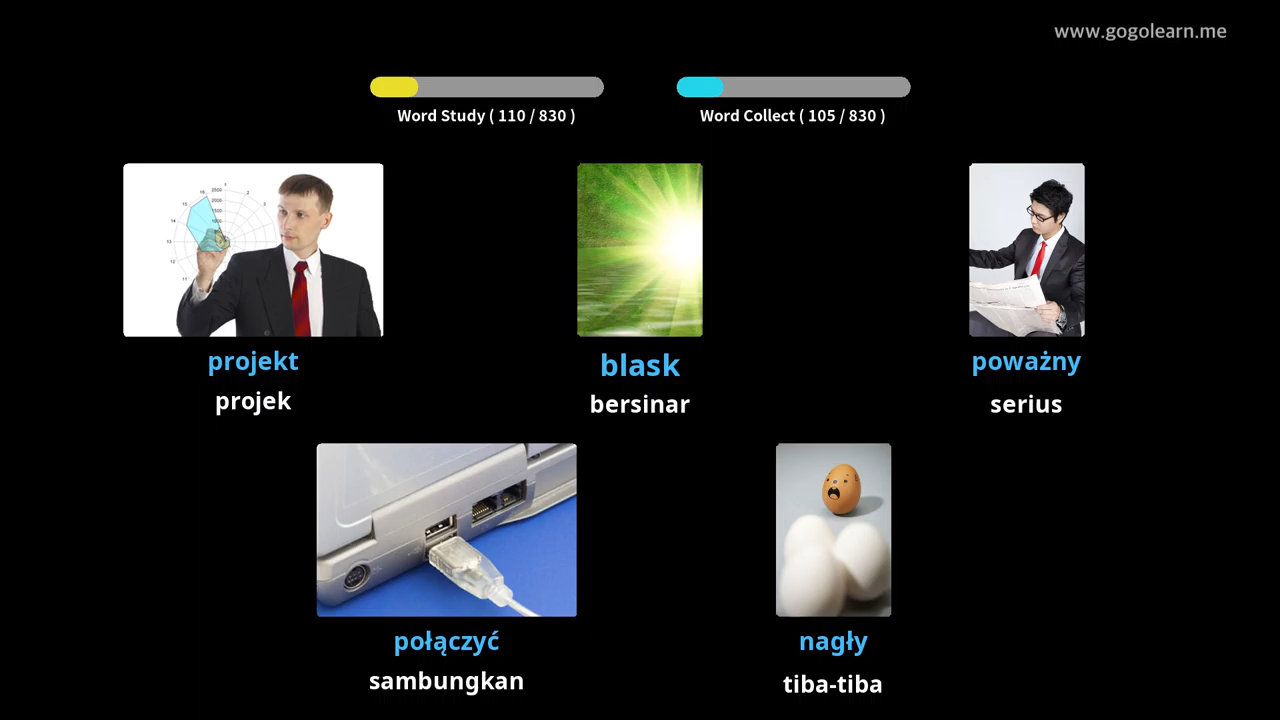 www.gogolearn.me
Word Study ( 110 / 830 )
Word Collect ( 105 / 830 )
projekt
projek
blask
bersinar
poważny
serius
połączyć
sambungkan
nagły
tiba-tiba